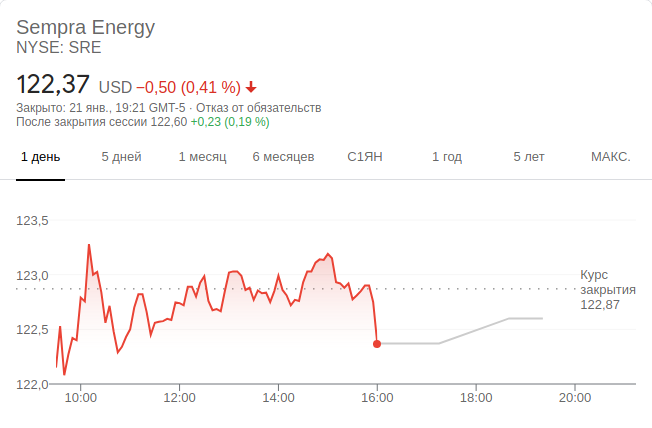 Sempra Energy
NYSE: SRE
122,37 USD −0,50 (0,41 %)
Закрыто: 21 янв., 19:21 GMT-5 · Отказ от обязательств
После закрытия сессии 122,60 +0,23 (0,19 %)
1 день 5 дней 1 месяц 6 месяцев С1ЯН 1 год 5 лет МАКС.
123,5
123,0
122,5
122,0
Курс
закрытия
122,87
10:00 12:00 14:00 16:00 18:00 20:00